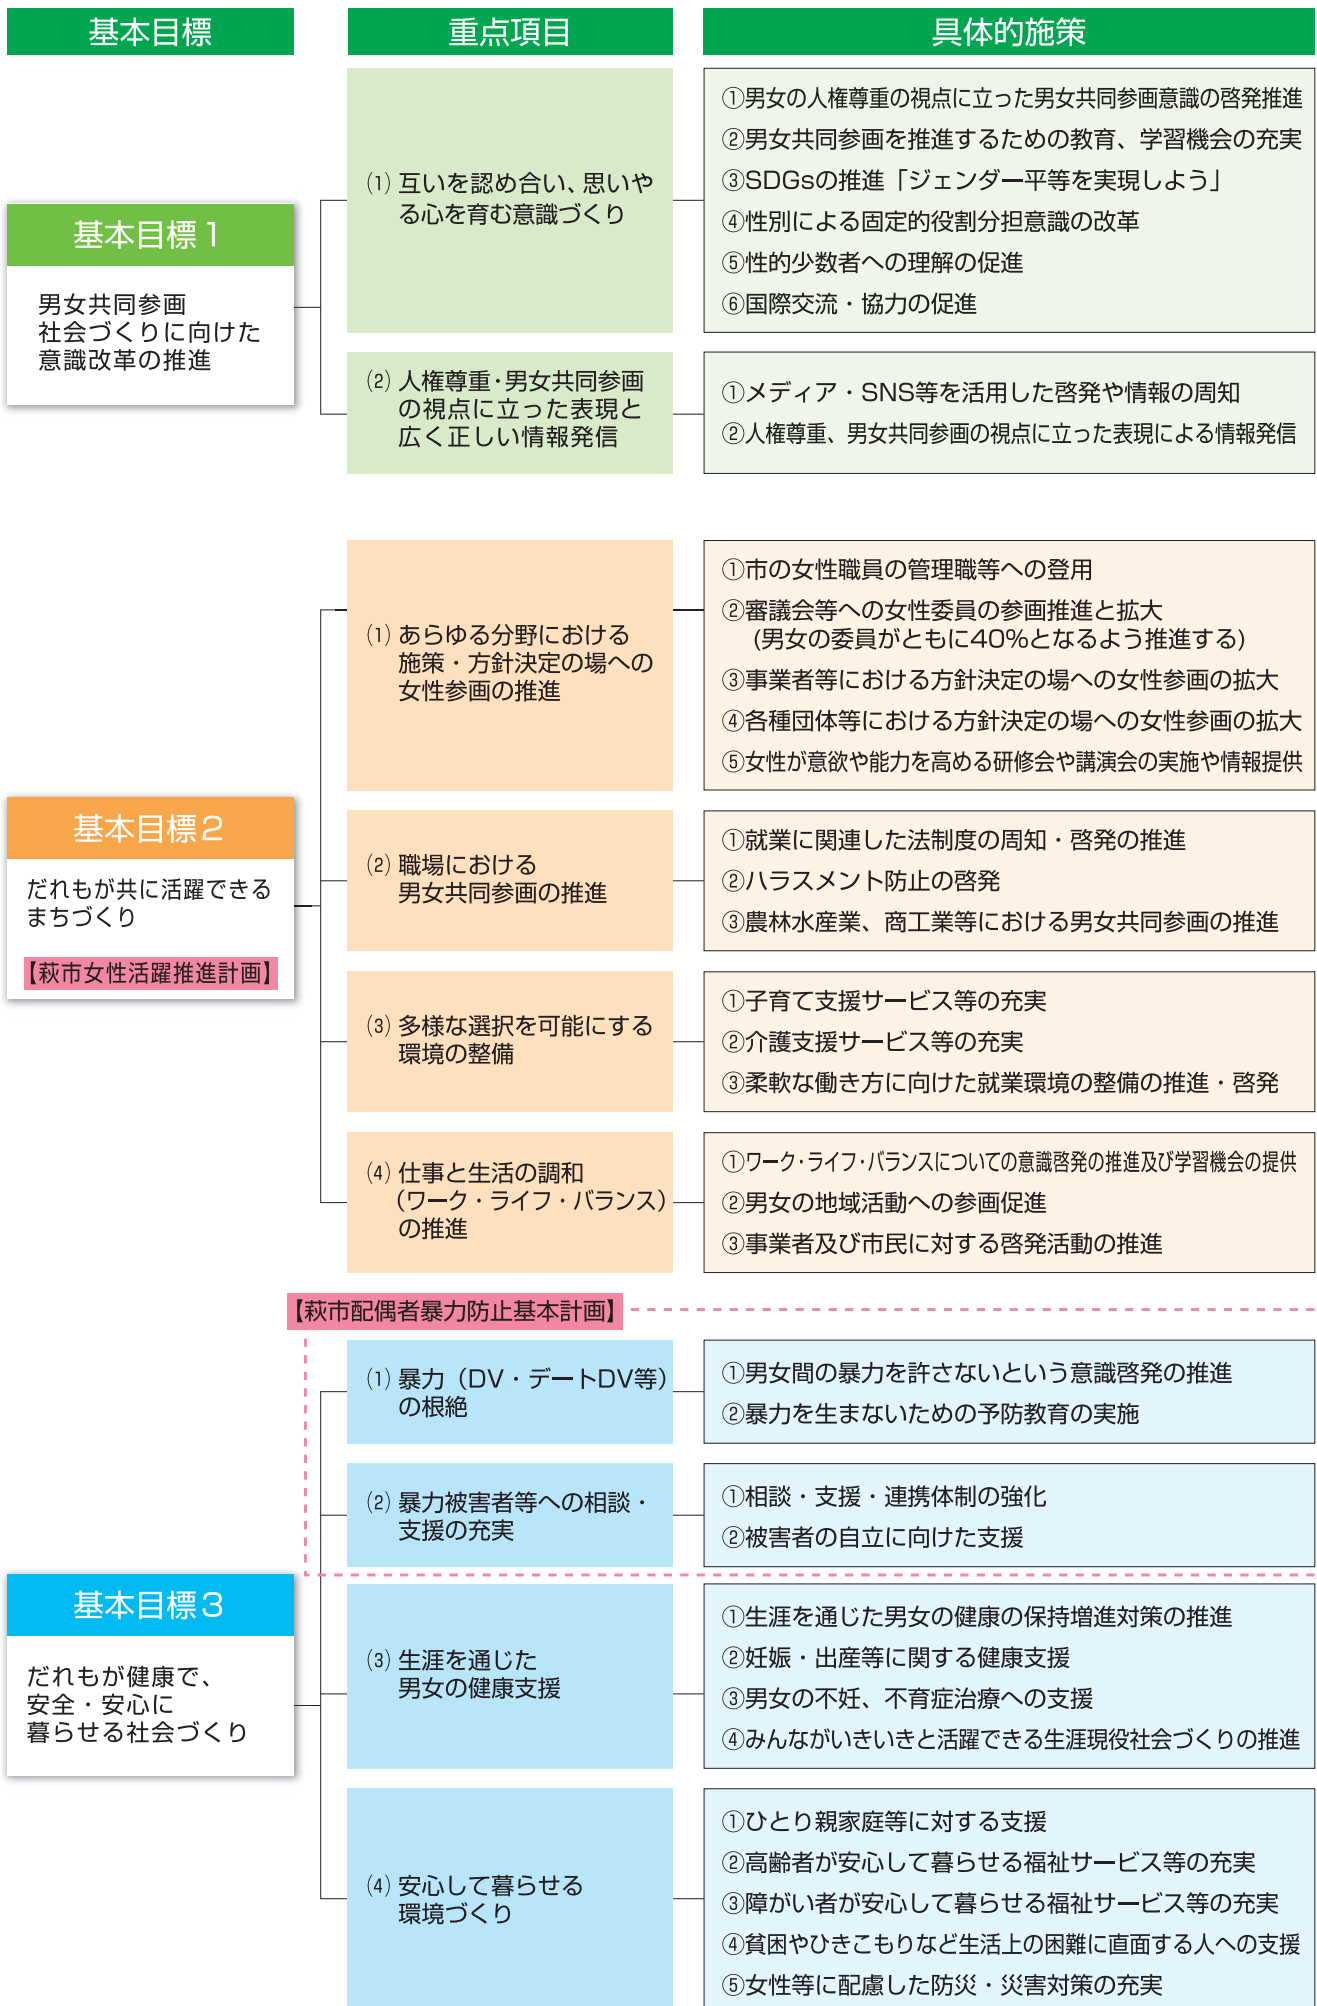 基本目標
重点項目
具体的施策
基本目標1
男女共同参画
社会づくりに向けた
意識改革の推進
⑴ 互いを認め合い、思いや
る心を育む意識づくり
①男女の人権尊重の視点に立った男女共同参画意識の啓発推進
②男女共同参画を推進するための教育、学習機会の充実
③SDGsの推進「ジェンダー平等を実現しよう」
④性別による固定的役割分担意識の改革
⑤性的少数者への理解の促進
⑥国際交流・協力の促進
⑵ 人権尊重・男女共同参画
の視点に立った表現と
広く正しい情報発信
①メディア・SNS等を活用した啓発や情報の周知
②人権尊重、男女共同参画の視点に立った表現による情報発信
基本目標2
だれもが共に活躍できる
まちづくり
【萩市女性活躍推進計画】
⑴ あらゆる分野における
施策・方針決定の場への
女性参画の推進
①市の女性職員の管理職等への登用
②審議会等への女性委員の参画推進と拡大
(男女の委員がともに40%となるよう推進する)
③事業者等における方針決定の場への女性参画の拡大
④各種団体等における方針決定の場への女性参画の拡大
⑤女性が意欲や能力を高める研修会や講演会の実施や情報提供
⑵ 職場における
男女共同参画の推進
①就業に関連した法制度の周知・啓発の推進
②ハラスメント防止の啓発
③農林水産業、商工業等における男女共同参画の推進
⑶ 多様な選択を可能にする
環境の整備
①子育て支援サービス等の充実
②介護支援サービス等の充実
③柔軟な働き方に向けた就業環境の整備の推進・啓発
⑷ 仕事と生活の調和
（ワーク・ライフ・バランス）
の推進
①ワーク・ライフ・バランスについての意識啓発の推進及び学習機会の提供
②男女の地域活動への参画促進
③事業者及び市民に対する啓発活動の推進
【萩市配偶者暴力防止基本計画】
基本目標3
だれもが健康で、
安全・安心に
暮らせる社会づくり
⑴ 暴力（DV・デートDV等）
の根絶
①男女間の暴力を許さないという意識啓発の推進
②暴力を生まないための予防教育の実施
⑵ 暴力被害者等への相談・
支援の充実
①相談・支援・連携体制の強化
②被害者の自立に向けた支援
⑶ 生涯を通じた
男女の健康支援
①生涯を通じた男女の健康の保持増進対策の推進
②妊娠・出産等に関する健康支援
③男女の不妊、不育症治療への支援
④みんながいきいきと活躍できる生涯現役社会づくりの推進
⑷ 安心して暮らせる
環境づくり
①ひとり親家庭等に対する支援
②高齢者が安心して暮らせる福祉サービス等の充実
③障がい者が安心して暮らせる福祉サービス等の充実
④貧困やひきこもりなど生活上の困難に直面する人への支援
⑤女性等に配慮した防災・災害対策の充実